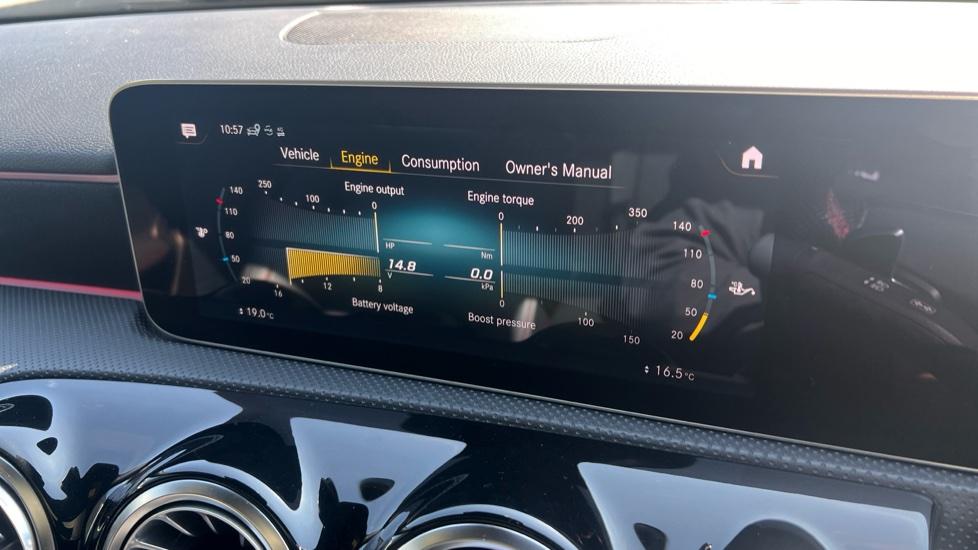 10:57
Vehicle Engine Consumption Owner's Manual
Engine output Engine torque
140 250 100 0 0 200 350 140
110 110
80 HP Nm 80
50 14.8 0.0 50
20 16 12 8 V kPa 0 100 150 20
Battery voltage Boost pressure
19.0°C 16.5°C